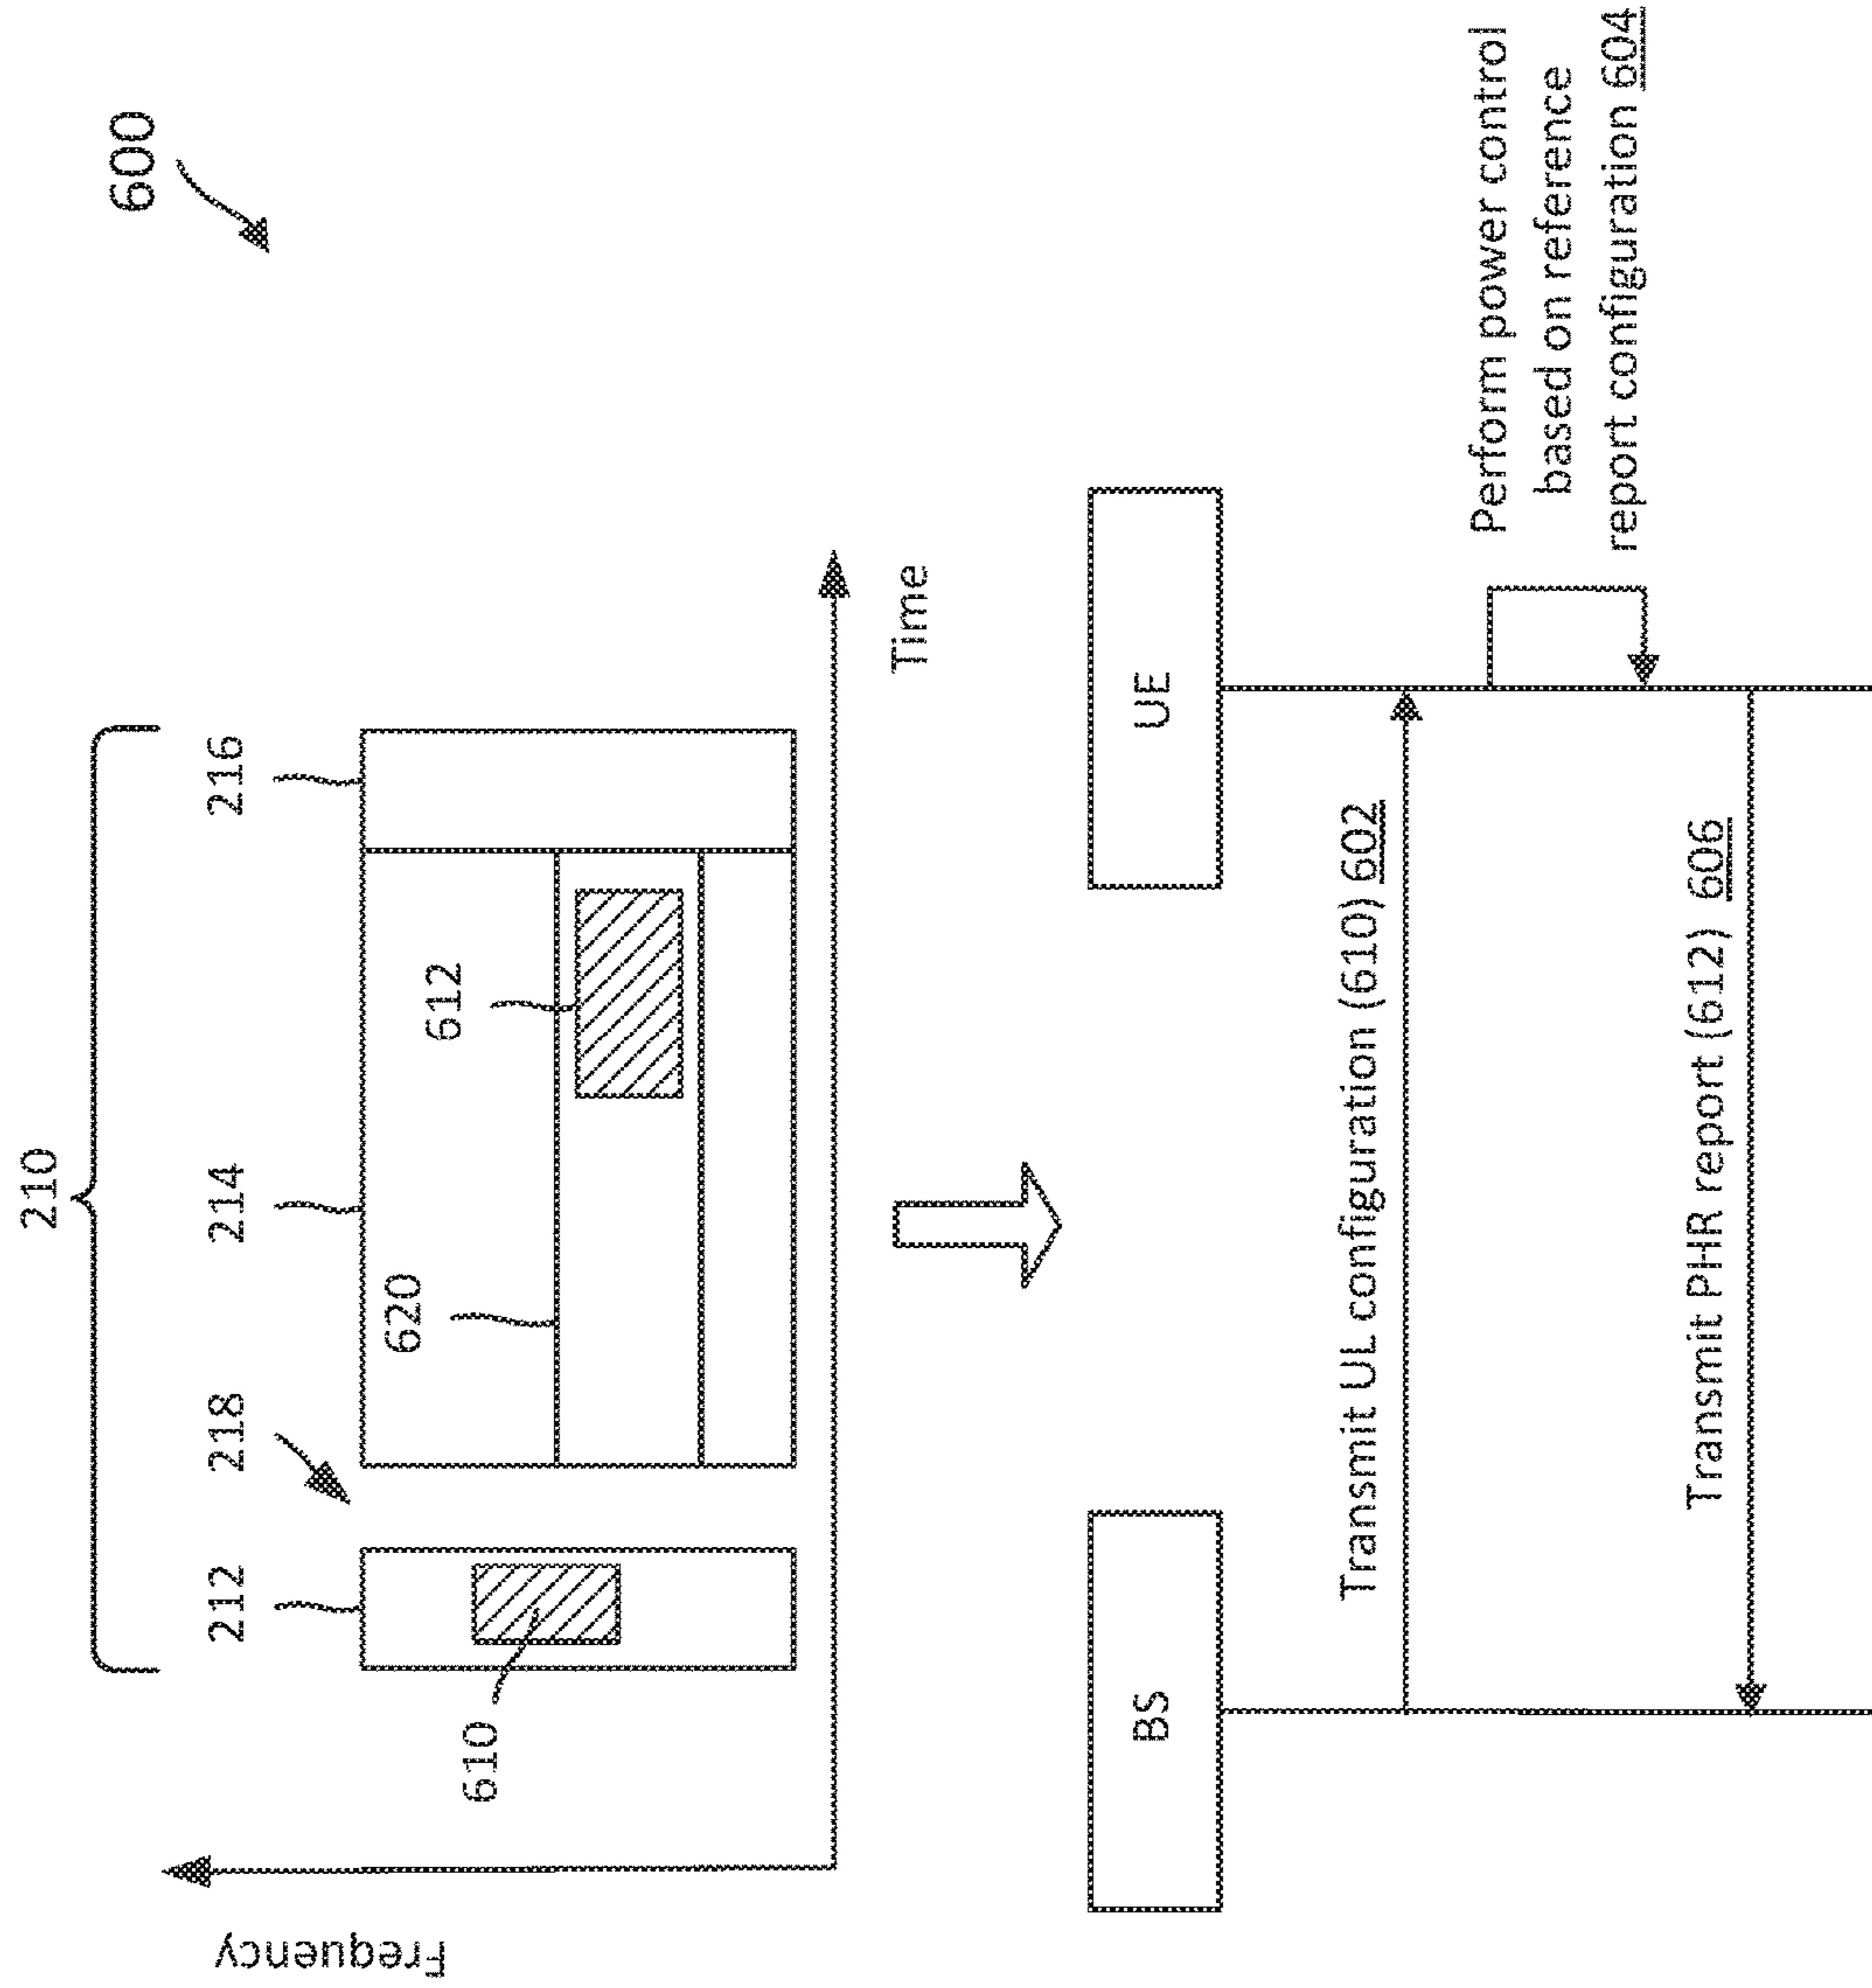 600
210
212
218
214
216
620
612
610
Frequency
Time
BS
UE
Transmit UL configuration (610) 602
Perform power control
based on reference
report configuration 604
Transmit PHR report (612) 606